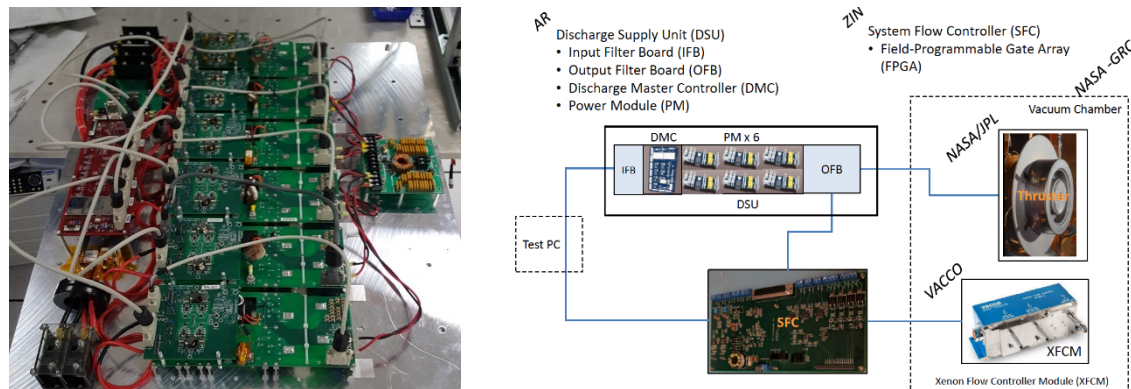 AR
Discharge Supply Unit (DSU)
• Input Filter Board (IFB)
• Output Filter Board (OFB)
• Discharge Master Controller (DMC)
• Power Module (PM)
ZIN
System Flow Controller (SFC)
• Field-Programmable Gate Array
(FPGA)
NASA -GRC
Vacuum Chamber
NASA/JPL
DMC
PM x 6
IFB
OFB
DSU
Thruster
Test PC
SFC
VACCO
VACCO
XFCM
Xenon Flow Controller Module (XFCM)